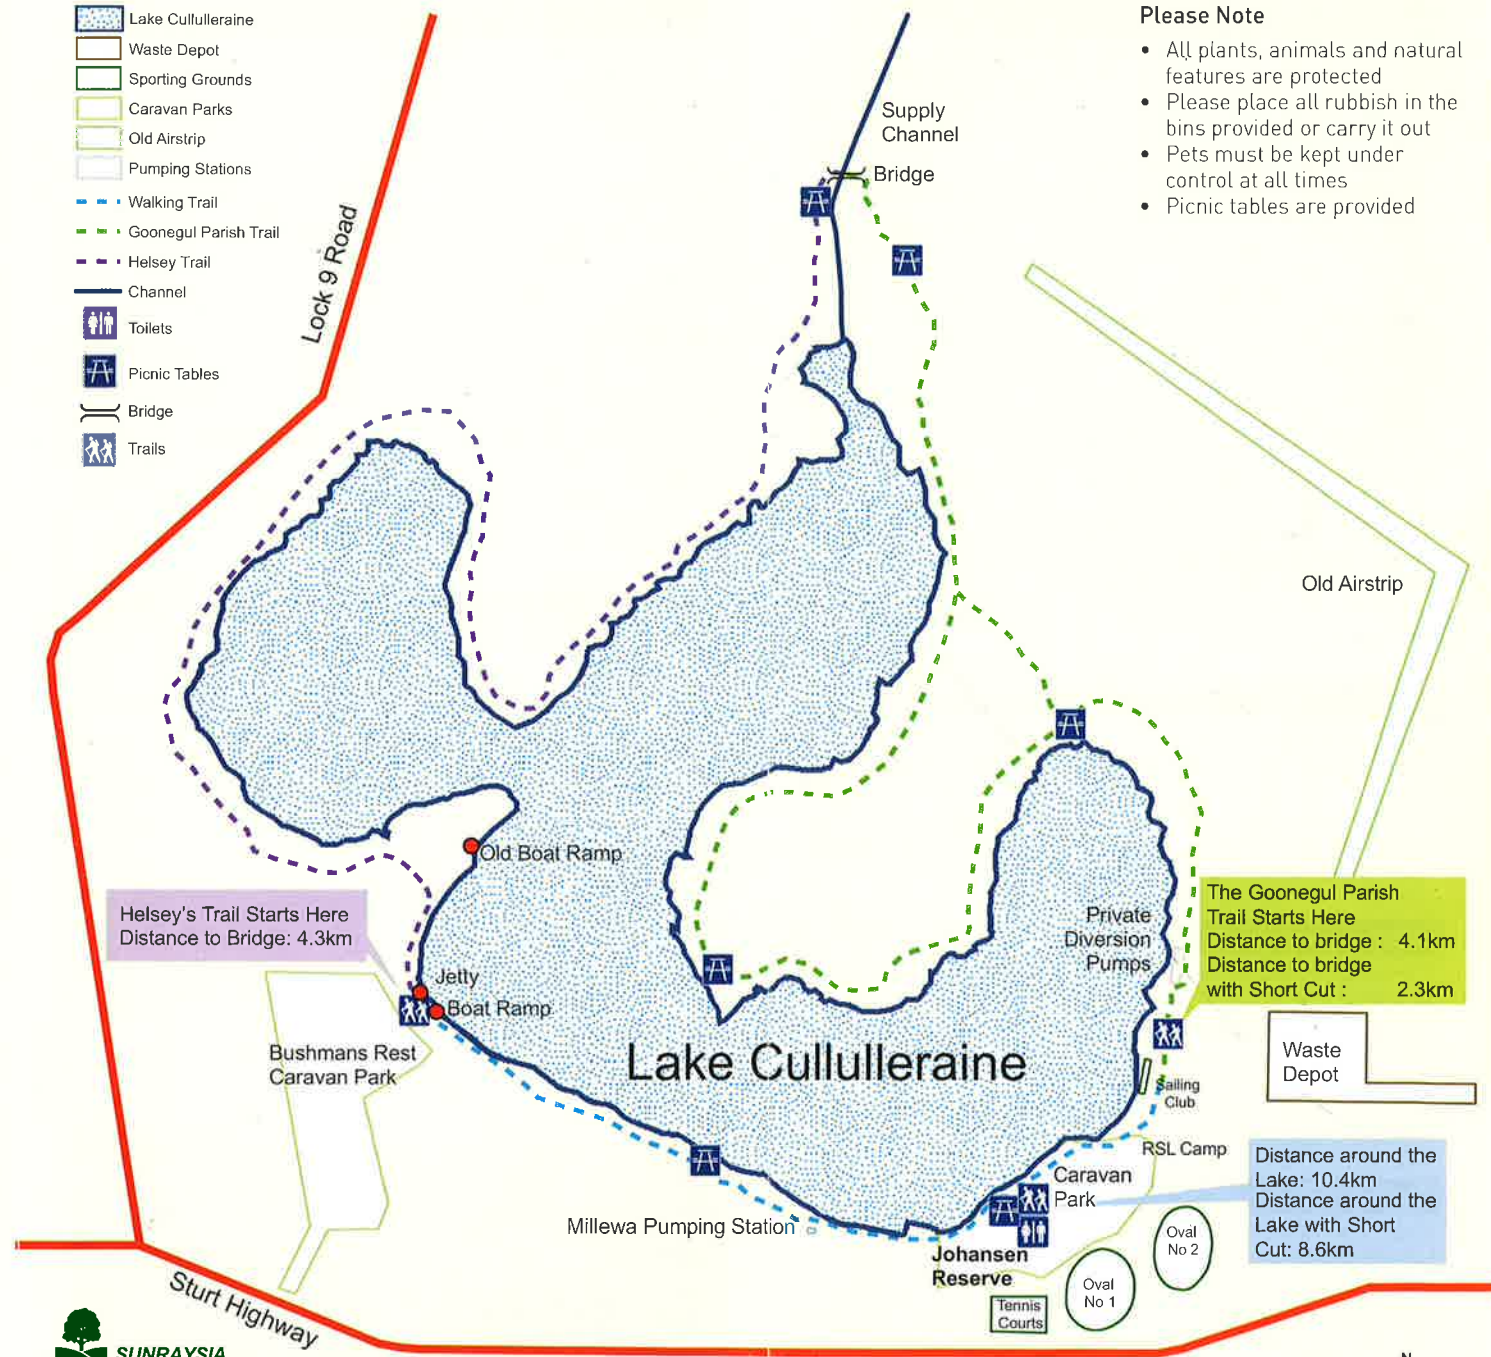 Lake Cullulleraine
Waste Depot
Sporting Grounds
Caravan Parks
Old Airstrip
Pumping Stations
Walking Trail
Goonegul Parish Trail
Helsey Trail
Channel
Toilets
Picnic Tables
Bridge
Trails
Lock 9 Road
Supply
Channel
Bridge
Please Note
• All plants, animals and natural
features are protected
• Please place all rubbish in the
bins provided or carry it out
• Pets must be kept under
control at all times
• Picnic tables are provided
Old Airstrip
Old Boat Ramp
Helsey's Trail Starts Here
Distance to Bridge: 4.3km
Jetty
Boat Ramp
Bushmans Rest
Caravan Park
Private
Diversion
Pumps
The Goonegul Parish
Trail Starts Here
Distance to bridge : 4.1km
Distance to bridge
with Short Cut : 2.3km
Lake Cullulleraine
Waste
Depot
Sailing
Club
RSL Camp
Caravan
Park
Distance around the
Lake: 10.4km
Distance around the
Lake with Short
Cut: 8.6km
Millewa Pumping Station
Johansen
Reserve
Oval
No 2
Oval
No 1
Tennis
Courts
Sturt Highway
SUNRAYSIA
N